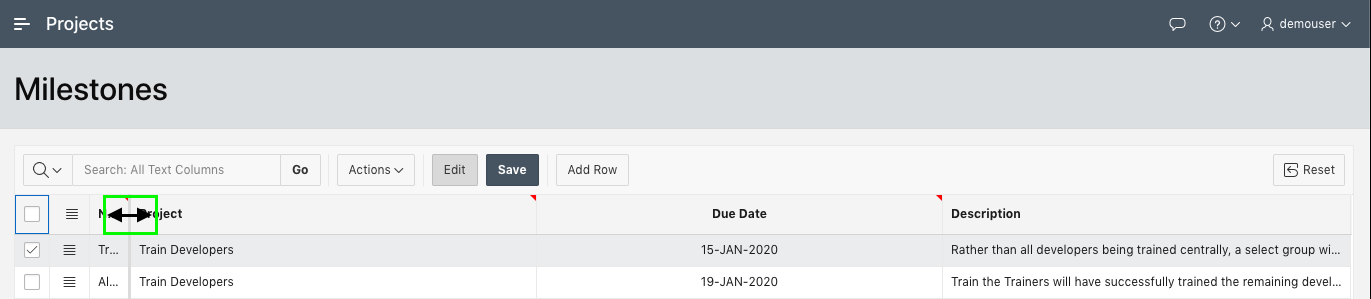 Projects
demouser
Milestones
Search: All Text Columns
Go
Actions
Edit
Save
Add Row
Reset
Project
Due Date
Description
Tr...
Train Developers
15-JAN-2020
Rather than all developers being trained centrally, a select group wi...
Al...
Train Developers
19-JAN-2020
Train the Trainers will have successfully trained the remaining devel...